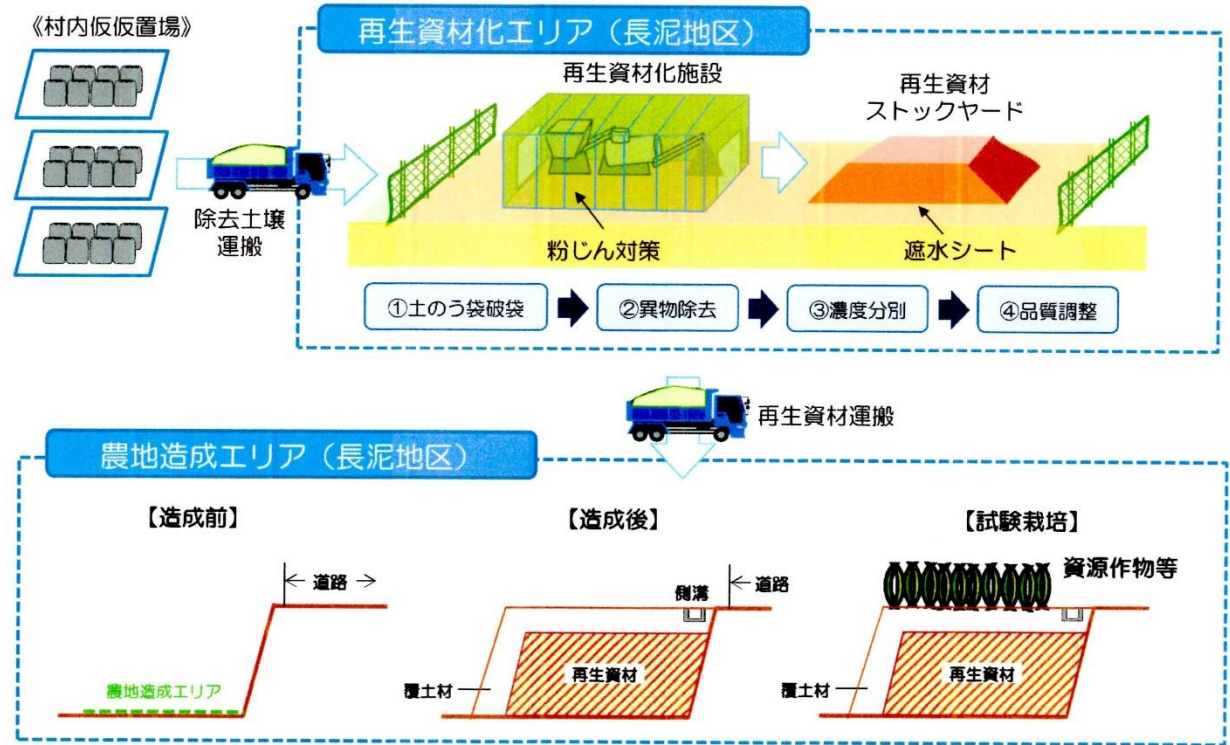 《村内仮仮置場》
再生資材化エリア（長泥地区）
再生資材化施設
再生資材
ストックヤード
除去土壌
運搬
粉じん対策
遮水シート
①土のう袋破袋
②異物除去
③濃度分別
④品質調整
再生資材運搬
農地造成エリア（長泥地区）
【造成前】
【造成後】
【試験栽培】
道路
農地造成エリア
側溝
道路
再生資材
覆土材
資源作物等
再生資材
覆土材